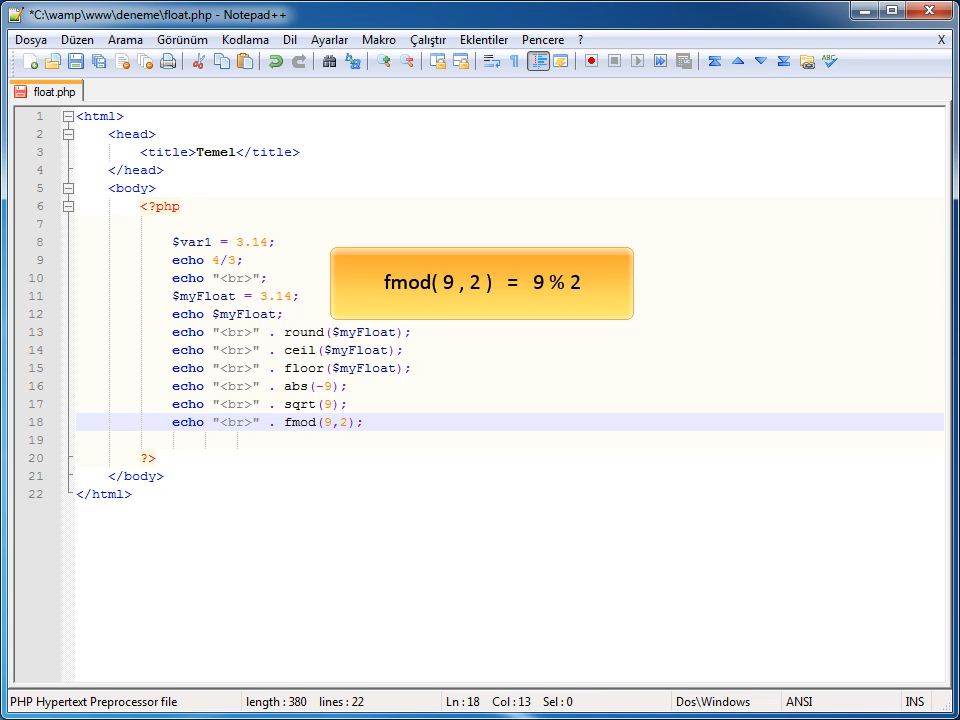 *C:\wamp\www\deneme\float.php - Notepad++
Dosya Düzen Arama Görünüm Kodlama Dil Ayarlar Makro Çalıştır Eklentiler Pencere ? X
float.php
1 <html>
2 <head>
3 <title>Temel</title>
4 </head>
5 <body>
6 <?php
7
8 $var1 = 3.14;
9 echo 4/3;
10 echo "<br>";
11 $myFloat = 3.14;
12 echo $myFloat;
13 echo "<br>" . round($myFloat);
14 echo "<br>" . ceil($myFloat);
15 echo "<br>" . floor($myFloat);
16 echo "<br>" . abs(-9);
17 echo "<br>" . sqrt(9);
18 echo "<br>" . fmod(9,2);
19
20 ?>
21 </body>
22 </html>
fmod( 9 , 2 ) = 9 % 2
PHP Hypertext Preprocessor file length : 380 lines : 22 Ln : 18 Col : 13 Sel : 0 Dos\Windows ANSI INS